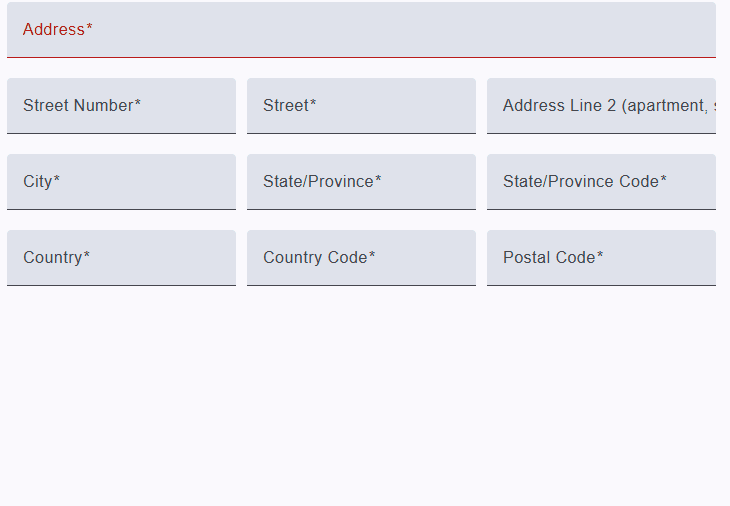 Address*
Street Number*
Street*
Address Line 2 (apartment,
City*
State/Province*
State/Province Code*
Country*
Country Code*
Postal Code*